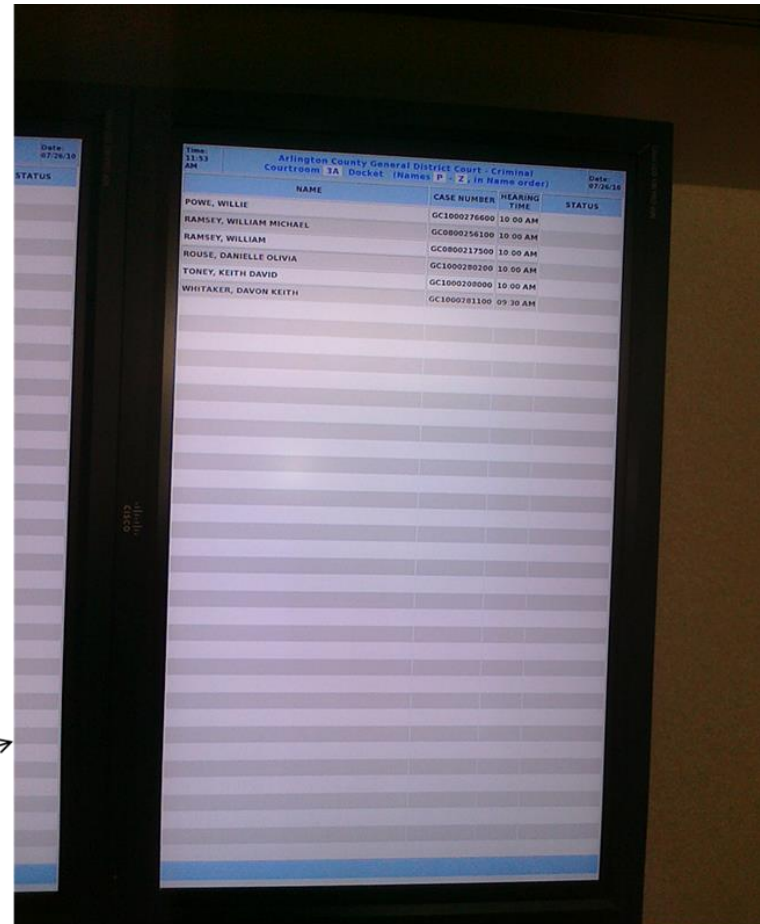 Date:
07/26/10
STATUS
Time:
11:53
AM
Arlington County General District Court - Criminal
Courtroom 3A Docket (Names P - Z, in Name order)
Date:
07/26/10
NAME CASE NUMBER HEARING TIME STATUS
POWE, WILLIE GC1000276600 10:00 AM
RAMSEY, WILLIAM MICHAEL GC0800256100 10:00 AM
RAMSEY, WILLIAM GC0800217500 10:00 AM
ROUSE, DANIELLE OLIVIA GC1000280200 10:00 AM
TONEY, KEITH DAVID GC1000208000 10:00 AM
WHITAKER, DAVON KEITH GC1000281100 09:30 AM
CISCO